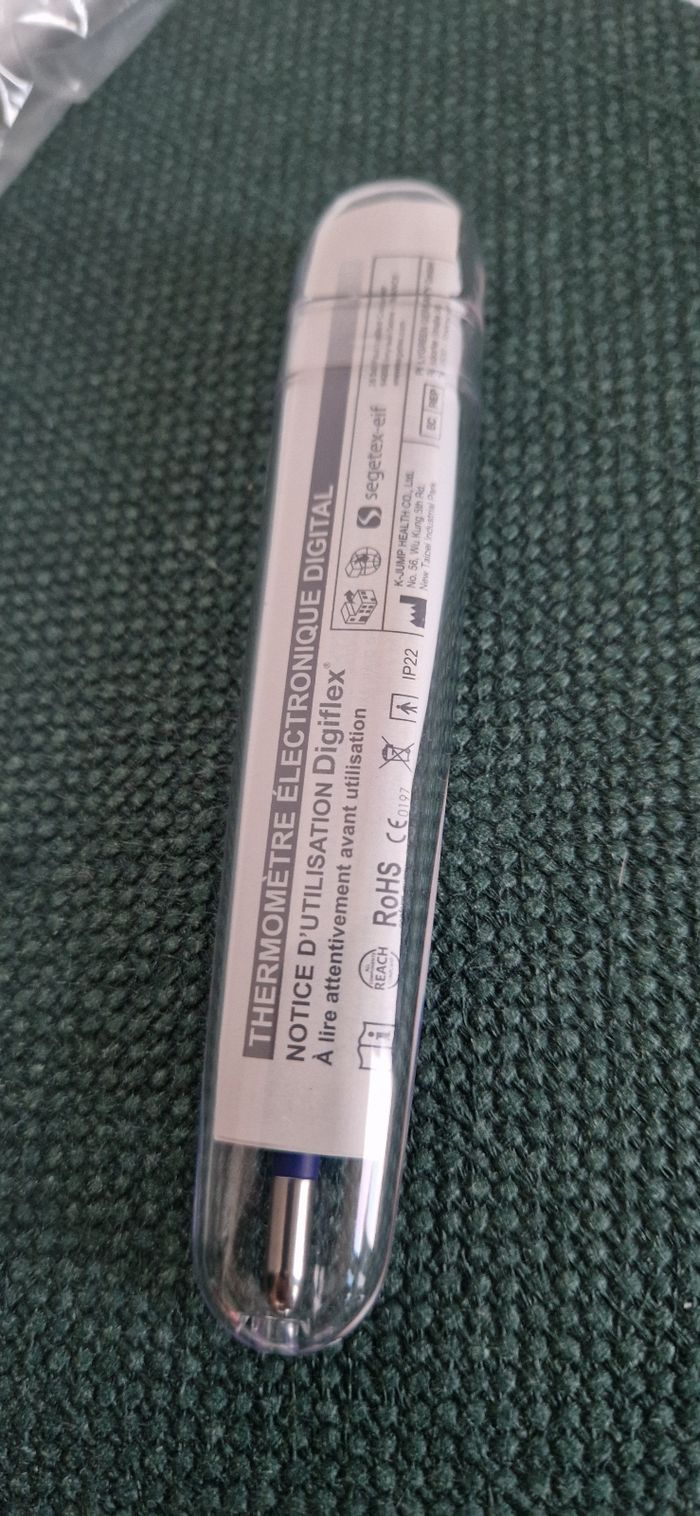 THERMOMÈTRE ÉLECTRONIQUE DIGITAL
NOTICE D'UTILISATION Digiflex®
À lire attentivement avant utilisation
REACH
RoHS
CE 0197
IP22
segetex-eif
K-JUMP HEALTH CO., Ltd.
No. 56, Wu Kung 5th Rd.
New Taipei Industrial Park
EC REP